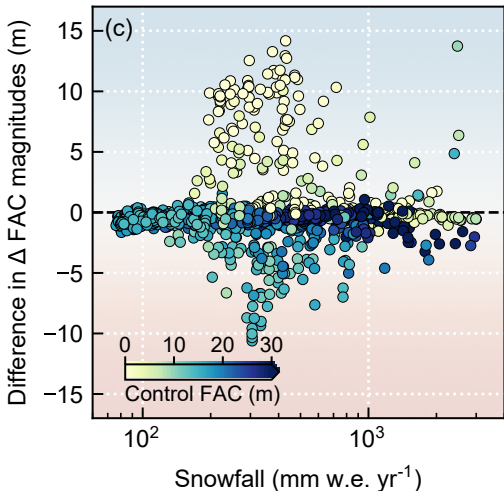 (c)
Difference in Δ FAC magnitudes (m)
15
10
5
0
−5
−10
−15
0 10 20 30
Control FAC (m)
10² 10³
Snowfall (mm w.e. yr⁻¹)